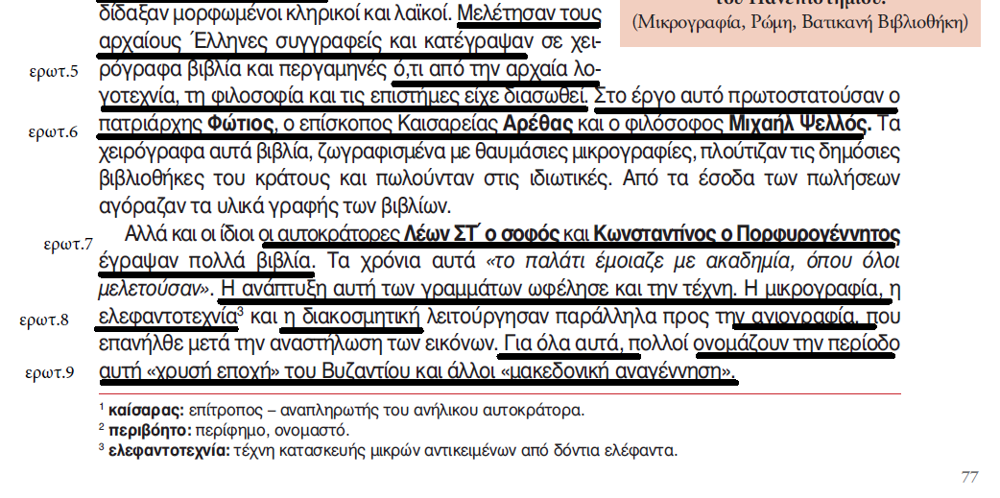 του Πανεπιστημίου.
(Μικρογραφία, Ρώμη, Βατικανή Βιβλιοθήκη)
δίδαξαν μορφωμένοι κληρικοί και λαϊκοί. Μελέτησαν τους
αρχαίους Έλληνες συγγραφείς και κατέγραψαν σε χει-
ερωτ.5
ρόγραφα βιβλία και περγαμηνές ό,τι από την αρχαία λο-
γοτεχνία, τη φιλοσοφία και τις επιστήμες είχε διασωθεί. Στο έργο αυτό πρωτοστατούσαν ο
ερωτ.6
πατριάρχης Φώτιος, ο επίσκοπος Καισαρείας Αρέθας και ο φιλόσοφος Μιχαήλ Ψελλός. Τα
χειρόγραφα αυτά βιβλία, ζωγραφισμένα με θαυμάσιες μικρογραφίες, πλούτιζαν τις δημόσιες
βιβλιοθήκες του κράτους και πωλούνταν στις ιδιωτικές. Από τα έσοδα των πωλήσεων
αγόραζαν τα υλικά γραφής των βιβλίων.
ερωτ.7
Αλλά και οι ίδιοι οι αυτοκράτορες Λέων ΣΤ΄ ο σοφός και Κωνσταντίνος ο Πορφυρογέννητος
έγραψαν πολλά βιβλία. Τα χρόνια αυτά «το παλάτι έμοιαζε με ακαδημία, όπου όλοι
μελετούσαν». Η ανάπτυξη αυτή των γραμμάτων ωφέλησε και την τέχνη. Η μικρογραφία, η
ερωτ.8
ελεφαντοτεχνία³ και η διακοσμητική λειτούργησαν παράλληλα προς την αγιογραφία, που
επανήλθε μετά την αναστήλωση των εικόνων. Για όλα αυτά, πολλοί ονομάζουν την περίοδο
ερωτ.9
αυτή «χρυσή εποχή» του Βυζαντίου και άλλοι «μακεδονική αναγέννηση».
¹ καίσαρας: επίτροπος – αναπληρωτής του ανήλικου αυτοκράτορα.
² περιβόητο: περίφημο, ονομαστό.
³ ελεφαντοτεχνία: τέχνη κατασκευής μικρών αντικειμένων από δόντια ελέφαντα.
77